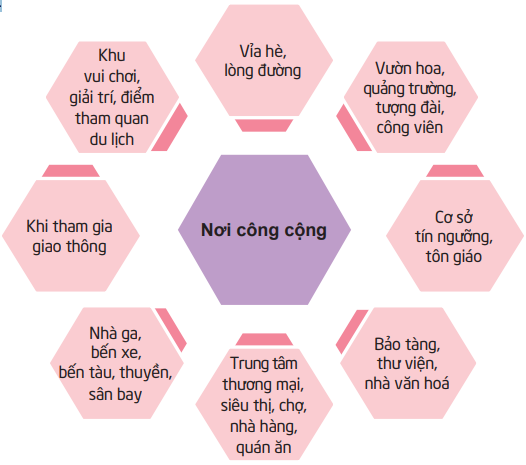 Vỉa hè,
lòng đường
Vườn hoa,
quảng trường,
tượng đài,
công viên
Cơ sở
tín ngưỡng,
tôn giáo
Bảo tàng,
thư viện,
nhà văn hoá
Trung tâm
thương mại,
siêu thị, chợ,
nhà hàng,
quán ăn
Nhà ga,
bến xe,
bến tàu, thuyền,
sân bay
Khi tham gia
giao thông
Khu
vui chơi,
giải trí, điểm
tham quan
du lịch
Nơi công cộng